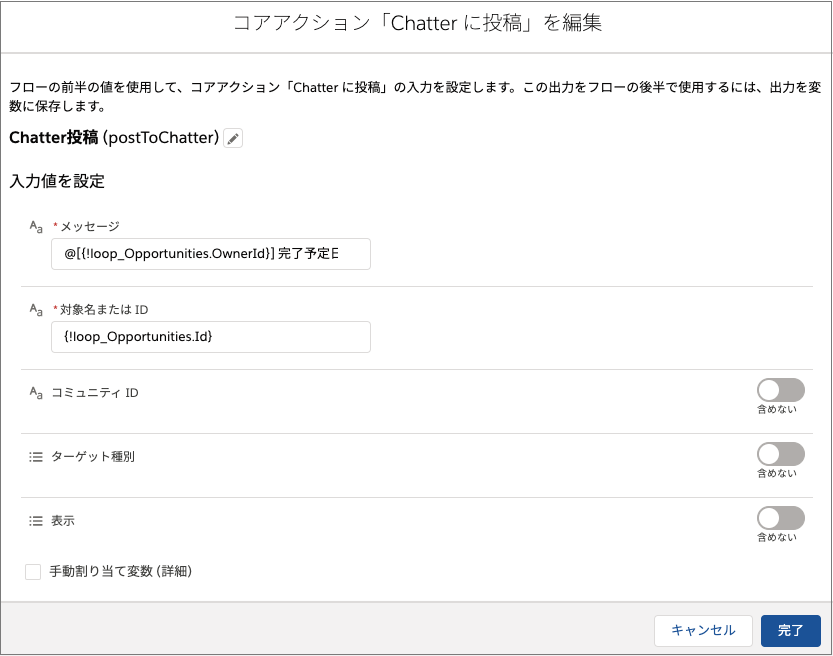 コアアクション「Chatter に投稿」を編集
フローの前半の値を使用して、コアアクション「Chatter に投稿」の入力を設定します。この出力をフローの後半で使用するには、出力を変
数に保存します。
Chatter投稿 (postToChatter)
入力値を設定
Aa * メッセージ
@[{!loop_Opportunities.OwnerId}] 完了予定日
Aa * 対象名または ID
{!loop_Opportunities.Id}
Aa コミュニティ ID
含めない
ターゲット種別
含めない
表示
含めない
手動割り当て変数 (詳細)
キャンセル
完了